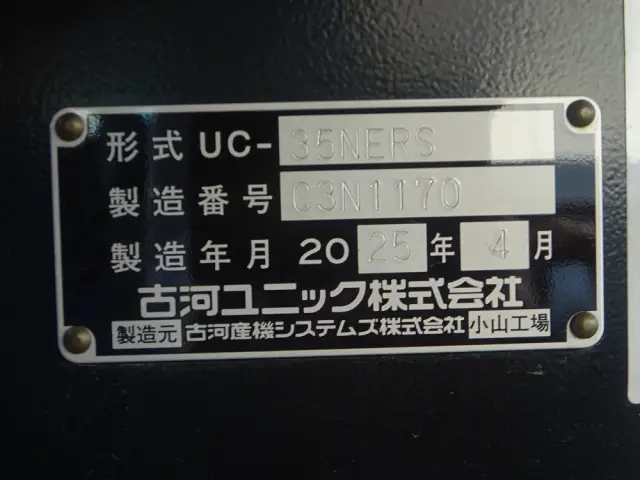 形式 UC-35NERS
製造番号 C3N1170
製造年月 2025年 4月
古河ユニック株式会社
製造元 古河産機システムズ株式会社 小山工場